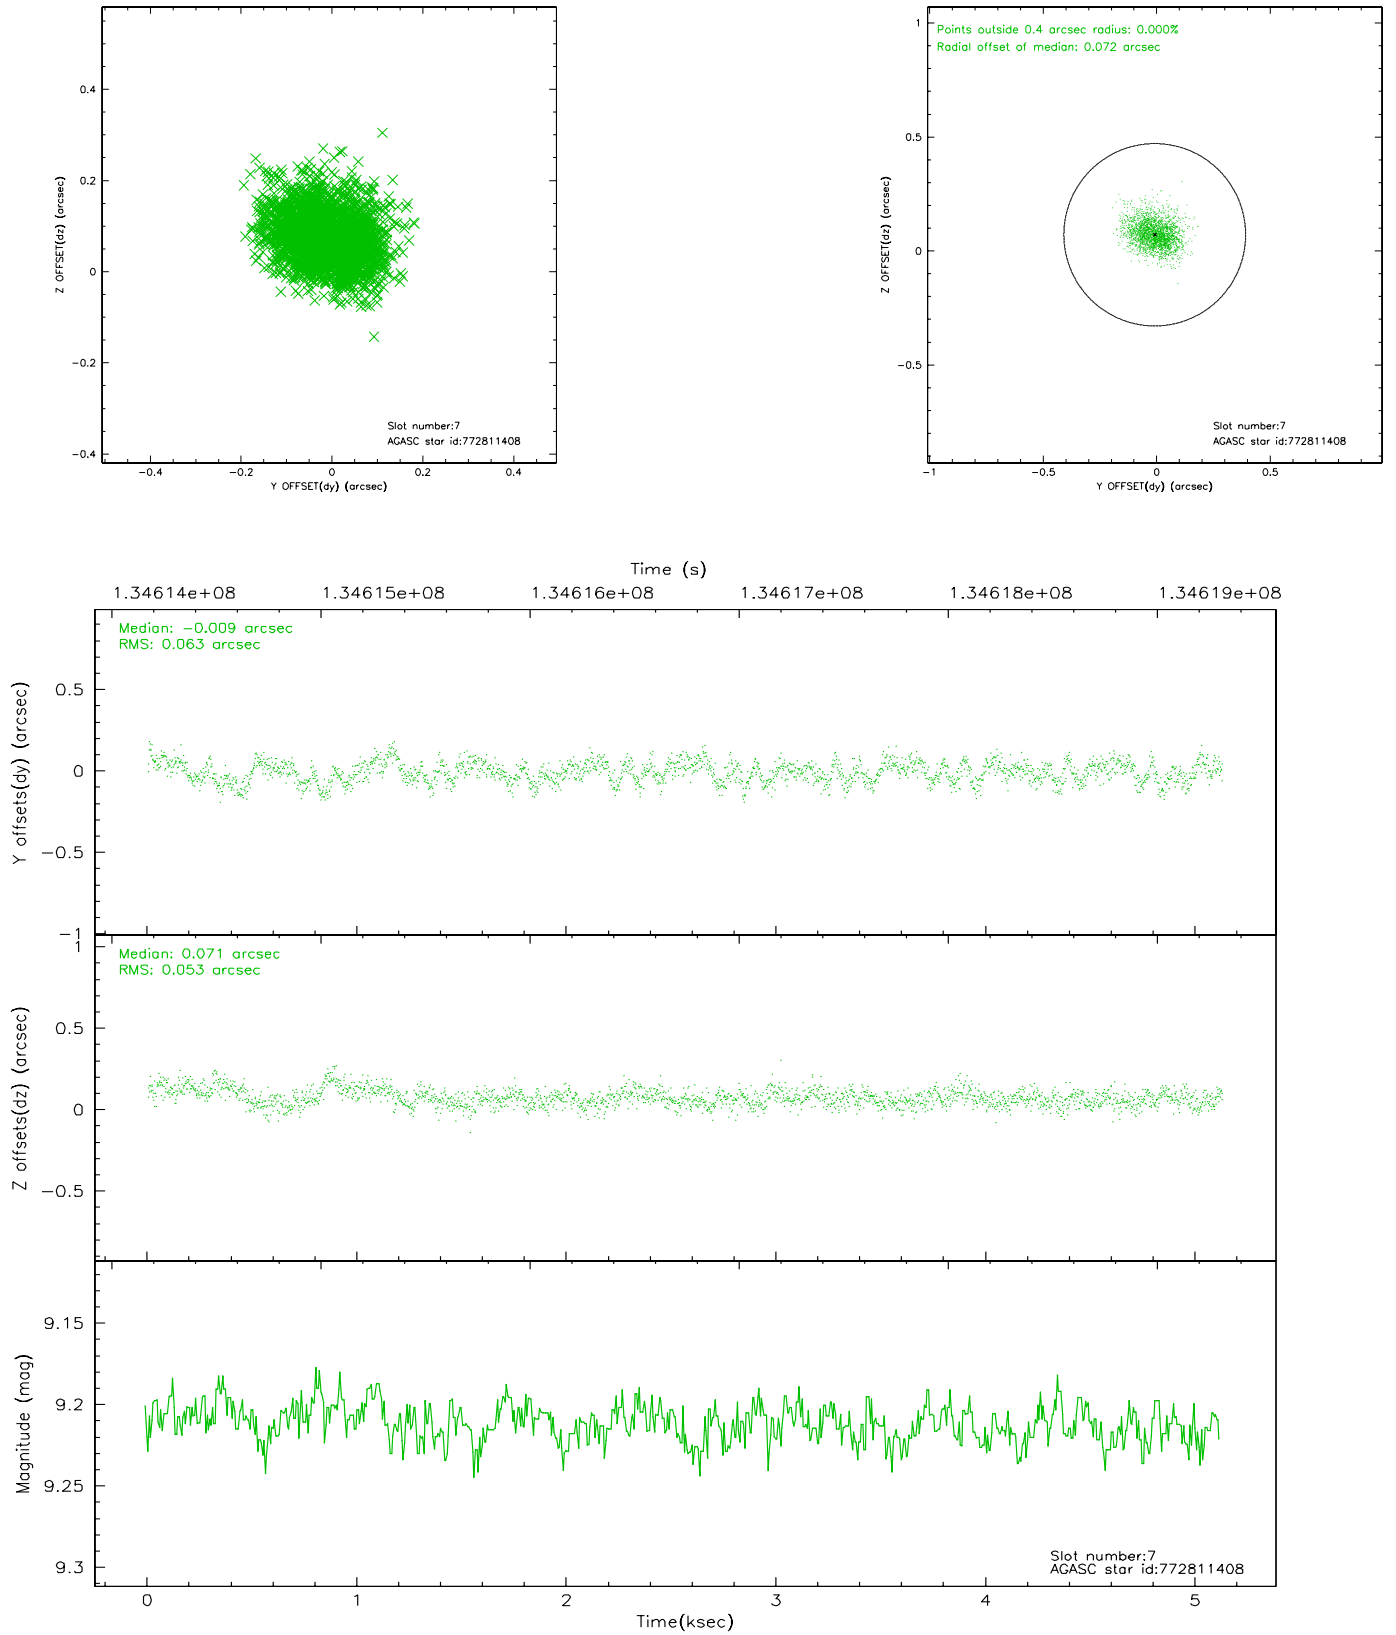 0.4
0.2
0
−0.2
−0.4
Z OFFSET(dz) (arcsec)
Slot number:7
AGASC star id:772811408
−0.4 −0.2 0 0.2 0.4
Y OFFSET(dy) (arcsec)
Points outside 0.4 arcsec radius: 0.000%
Radial offset of median: 0.072 arcsec
1
0.5
0
−0.5
Z OFFSET(dz) (arcsec)
Slot number:7
AGASC star id:772811408
−1 −0.5 0 0.5
Y OFFSET(dy) (arcsec)
Time (s)
1.34614e+08 1.34615e+08 1.34616e+08 1.34617e+08 1.34618e+08 1.34619e+08
Median: −0.009 arcsec
RMS: 0.063 arcsec
0.5
0
−0.5
−1
Y offsets(dy) (arcsec)
Median: 0.071 arcsec
RMS: 0.053 arcsec
1
0.5
0
−0.5
Z offsets(dz) (arcsec)
9.15
9.2
9.25
9.3
Magnitude (mag)
Slot number:7
AGASC star id:772811408
0 1 2 3 4 5
Time(ksec)